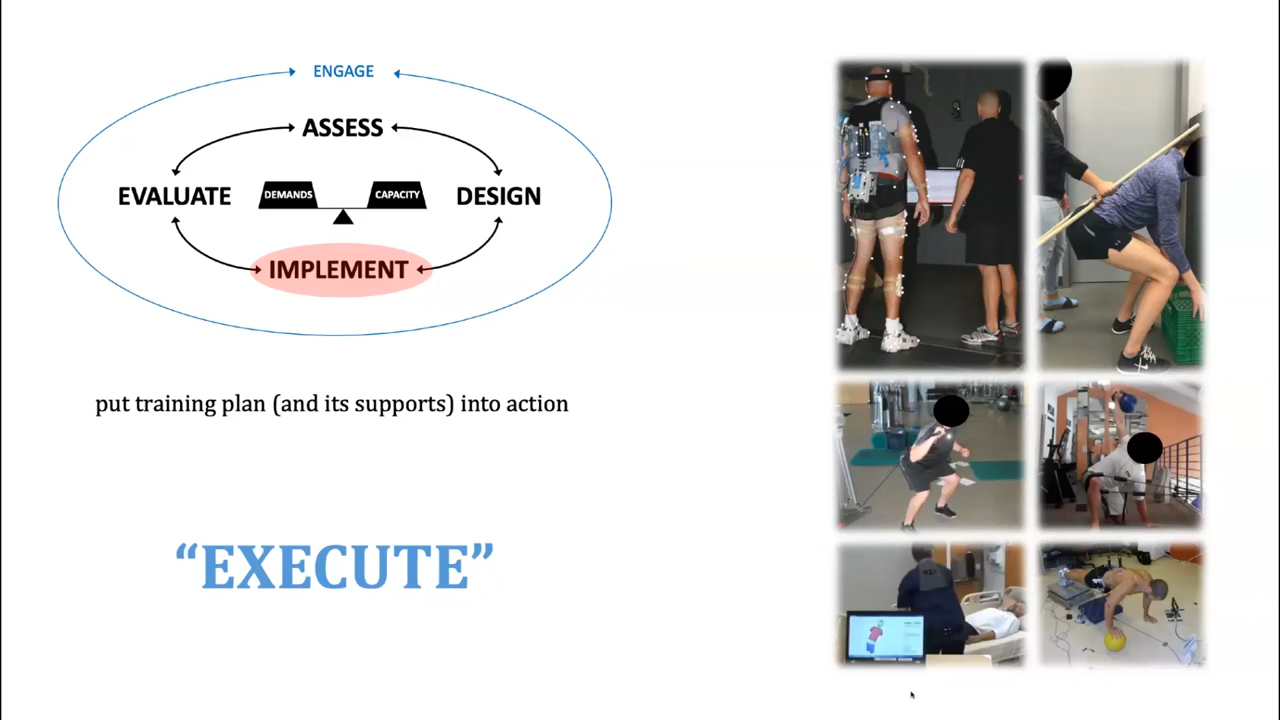 ENGAGE
ASSESS
EVALUATE
DEMANDS
CAPACITY
DESIGN
IMPLEMENT
put training plan (and its supports) into action
“EXECUTE”